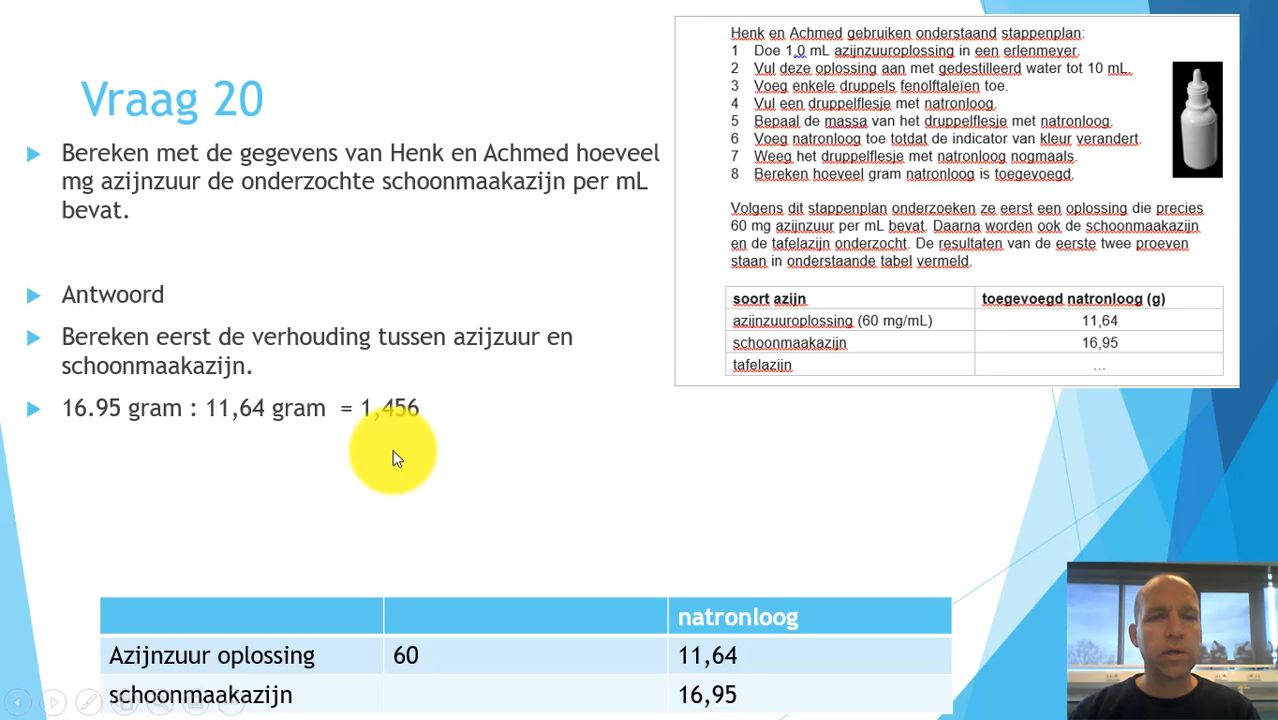 Vraag 20
Bereken met de gegevens van Henk en Achmed hoeveel
mg azijnzuur de onderzochte schoonmaakazijn per mL
bevat.
Antwoord
Bereken eerst de verhouding tussen azijzuur en
schoonmaakazijn.
16.95 gram : 11,64 gram = 1,456
Henk en Achmed gebruiken onderstaand stappenplan:
1 Doe 1,0 mL azijnzuuroplossing in een erlenmeyer.
2 Vul deze oplossing aan met gedestilleerd water tot 10 mL.
3 Voeg enkele druppels fenolftaleïen toe.
4 Vul een druppelflesje met natronloog.
5 Bepaal de massa van het druppelflesje met natronloog.
6 Voeg natronloog toe totdat de indicator van kleur verandert.
7 Weeg het druppelflesje met natronloog nogmaals.
8 Bereken hoeveel gram natronloog is toegevoegd.
Volgens dit stappenplan onderzoeken ze eerst een oplossing die precies
60 mg azijnzuur per mL bevat. Daarna worden ook de schoonmaakazijn
en de tafelazijn onderzocht. De resultaten van de eerste twee proeven
staan in onderstaande tabel vermeld.
soort azijn toegevoegd natronloog (g)
azijnzuuroplossing (60 mg/mL) 11,64
schoonmaakazijn 16,95
tafelazijn ...
natronloog
Azijnzuur oplossing 60 11,64
schoonmaakazijn 16,95